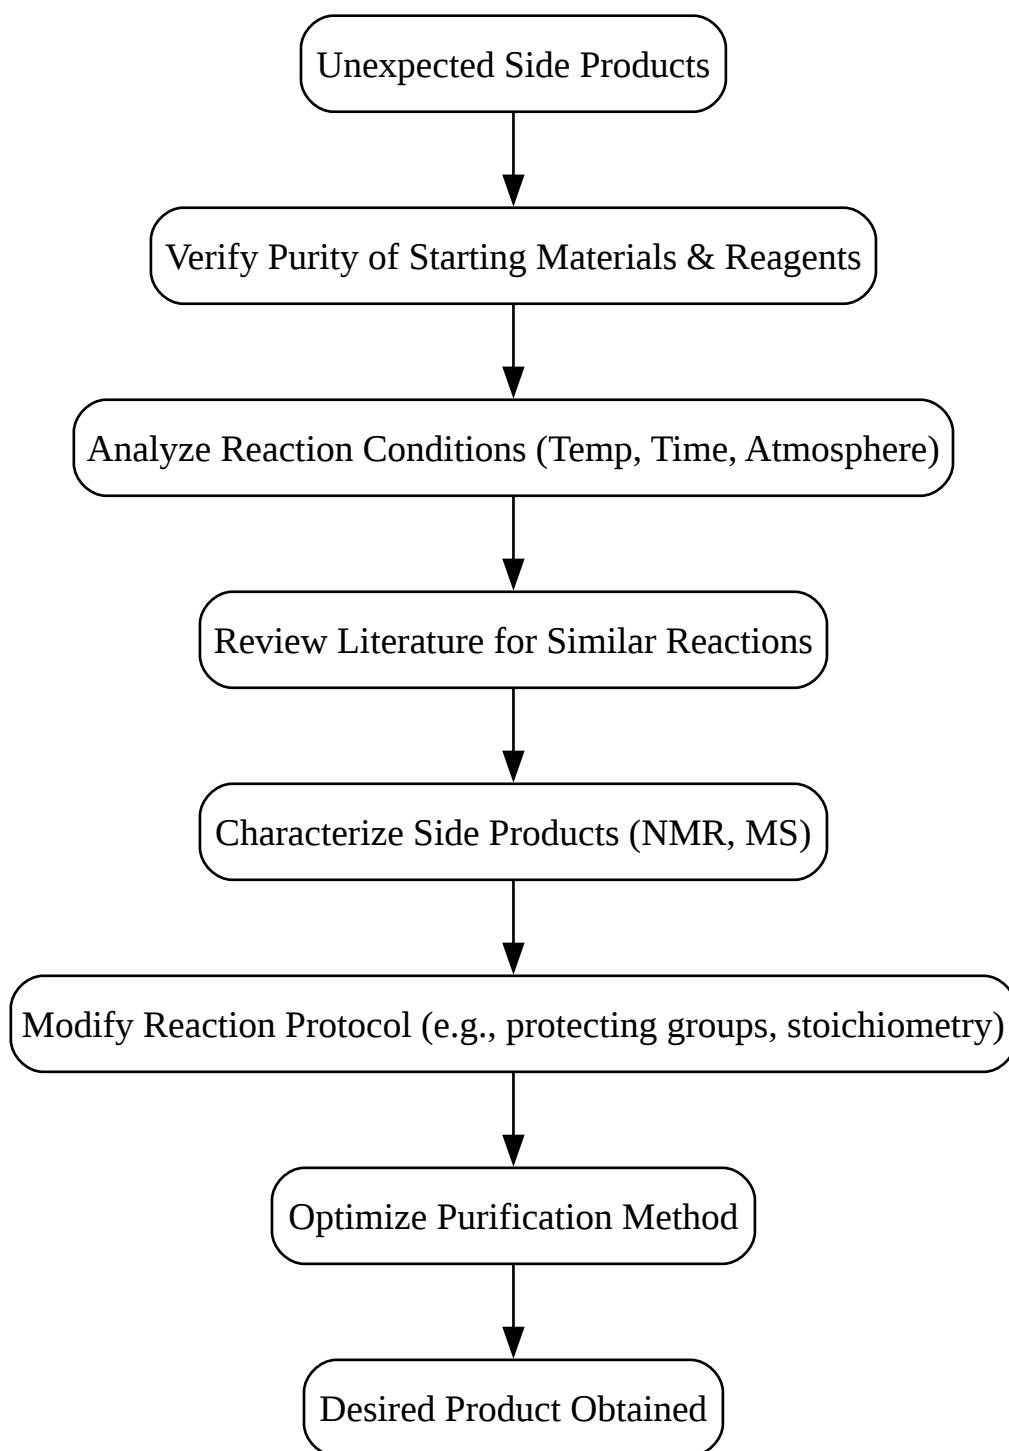 Unexpected Side Products
Verify Purity of Starting Materials & Reagents
Analyze Reaction Conditions (Temp, Time, Atmosphere)
Review Literature for Similar Reactions
Characterize Side Products (NMR, MS)
Modify Reaction Protocol (e.g., protecting groups, stoichiometry)
Optimize Purification Method
Desired Product Obtained